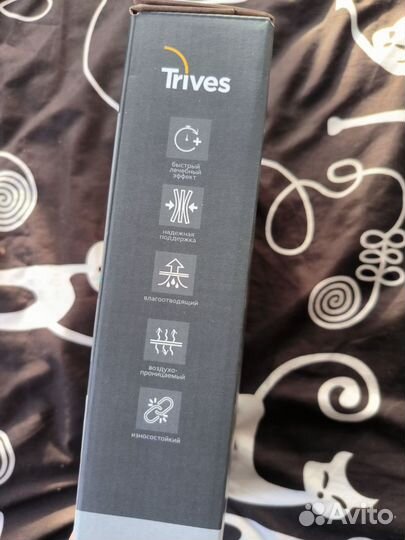 Trives
быстрый
лечебный
эффект
надежная
поддержка
влагоотводящий
воздухо-
проницаемый
износостойкий
Avito